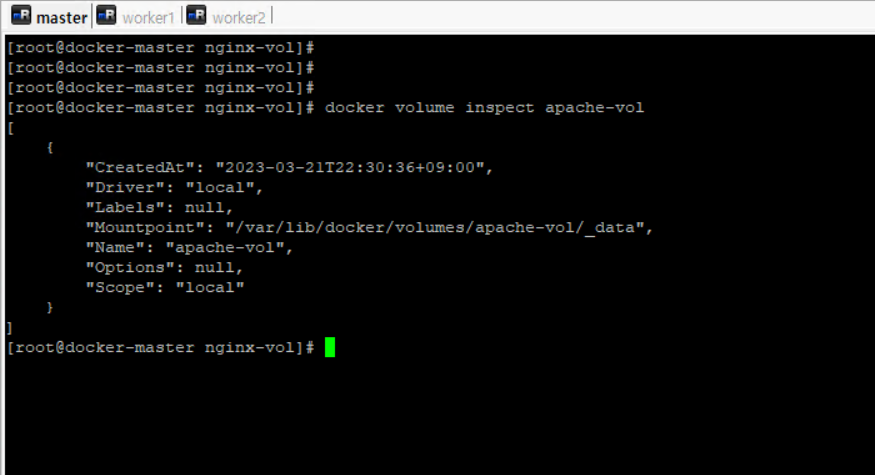 master worker1 worker2
[root@docker-master nginx-vol]#
[root@docker-master nginx-vol]#
[root@docker-master nginx-vol]#
[root@docker-master nginx-vol]# docker volume inspect apache-vol
[
    {
        "CreatedAt": "2023-03-21T22:30:36+09:00",
        "Driver": "local",
        "Labels": null,
        "Mountpoint": "/var/lib/docker/volumes/apache-vol/_data",
        "Name": "apache-vol",
        "Options": null,
        "Scope": "local"
    }
]
[root@docker-master nginx-vol]#